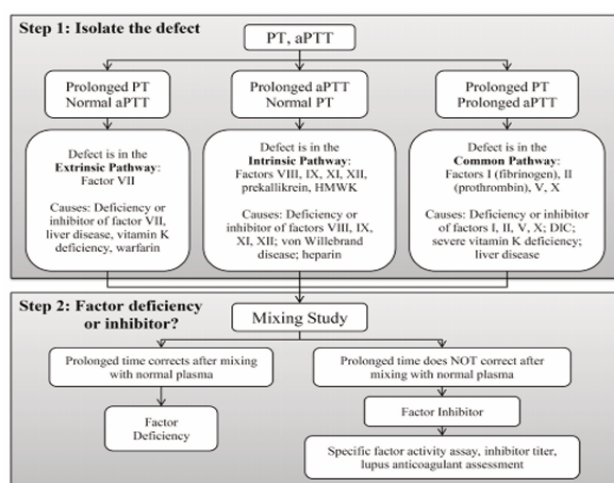 Step 1: Isolate the defect
PT, aPTT
Prolonged PT
Normal aPTT
Prolonged aPTT
Normal PT
Prolonged PT
Prolonged aPTT
Defect is in the
Extrinsic Pathway:
Factor VII
Causes: Deficiency or
inhibitor of factor VII,
liver disease, vitamin K
deficiency, warfarin
Defect is in the
Intrinsic Pathway:
Factors VIII, IX, XI, XII,
prekallikrein, HMWK
Causes: Deficiency or
inhibitor of factors VIII, IX,
XI, XII; von Willebrand
disease; heparin
Defect is in the
Common Pathway:
Factors I (fibrinogen), II
(prothrombin), V, X
Causes: Deficiency or inhibitor
of factors I, II, V, X; DIC;
severe vitamin K deficiency;
liver disease
Step 2: Factor deficiency
or inhibitor?
Mixing Study
Prolonged time corrects after mixing
with normal plasma
Prolonged time does NOT correct after
mixing with normal plasma
Factor
Deficiency
Factor Inhibitor
Specific factor activity assay, inhibitor titer,
lupus anticoagulant assessment